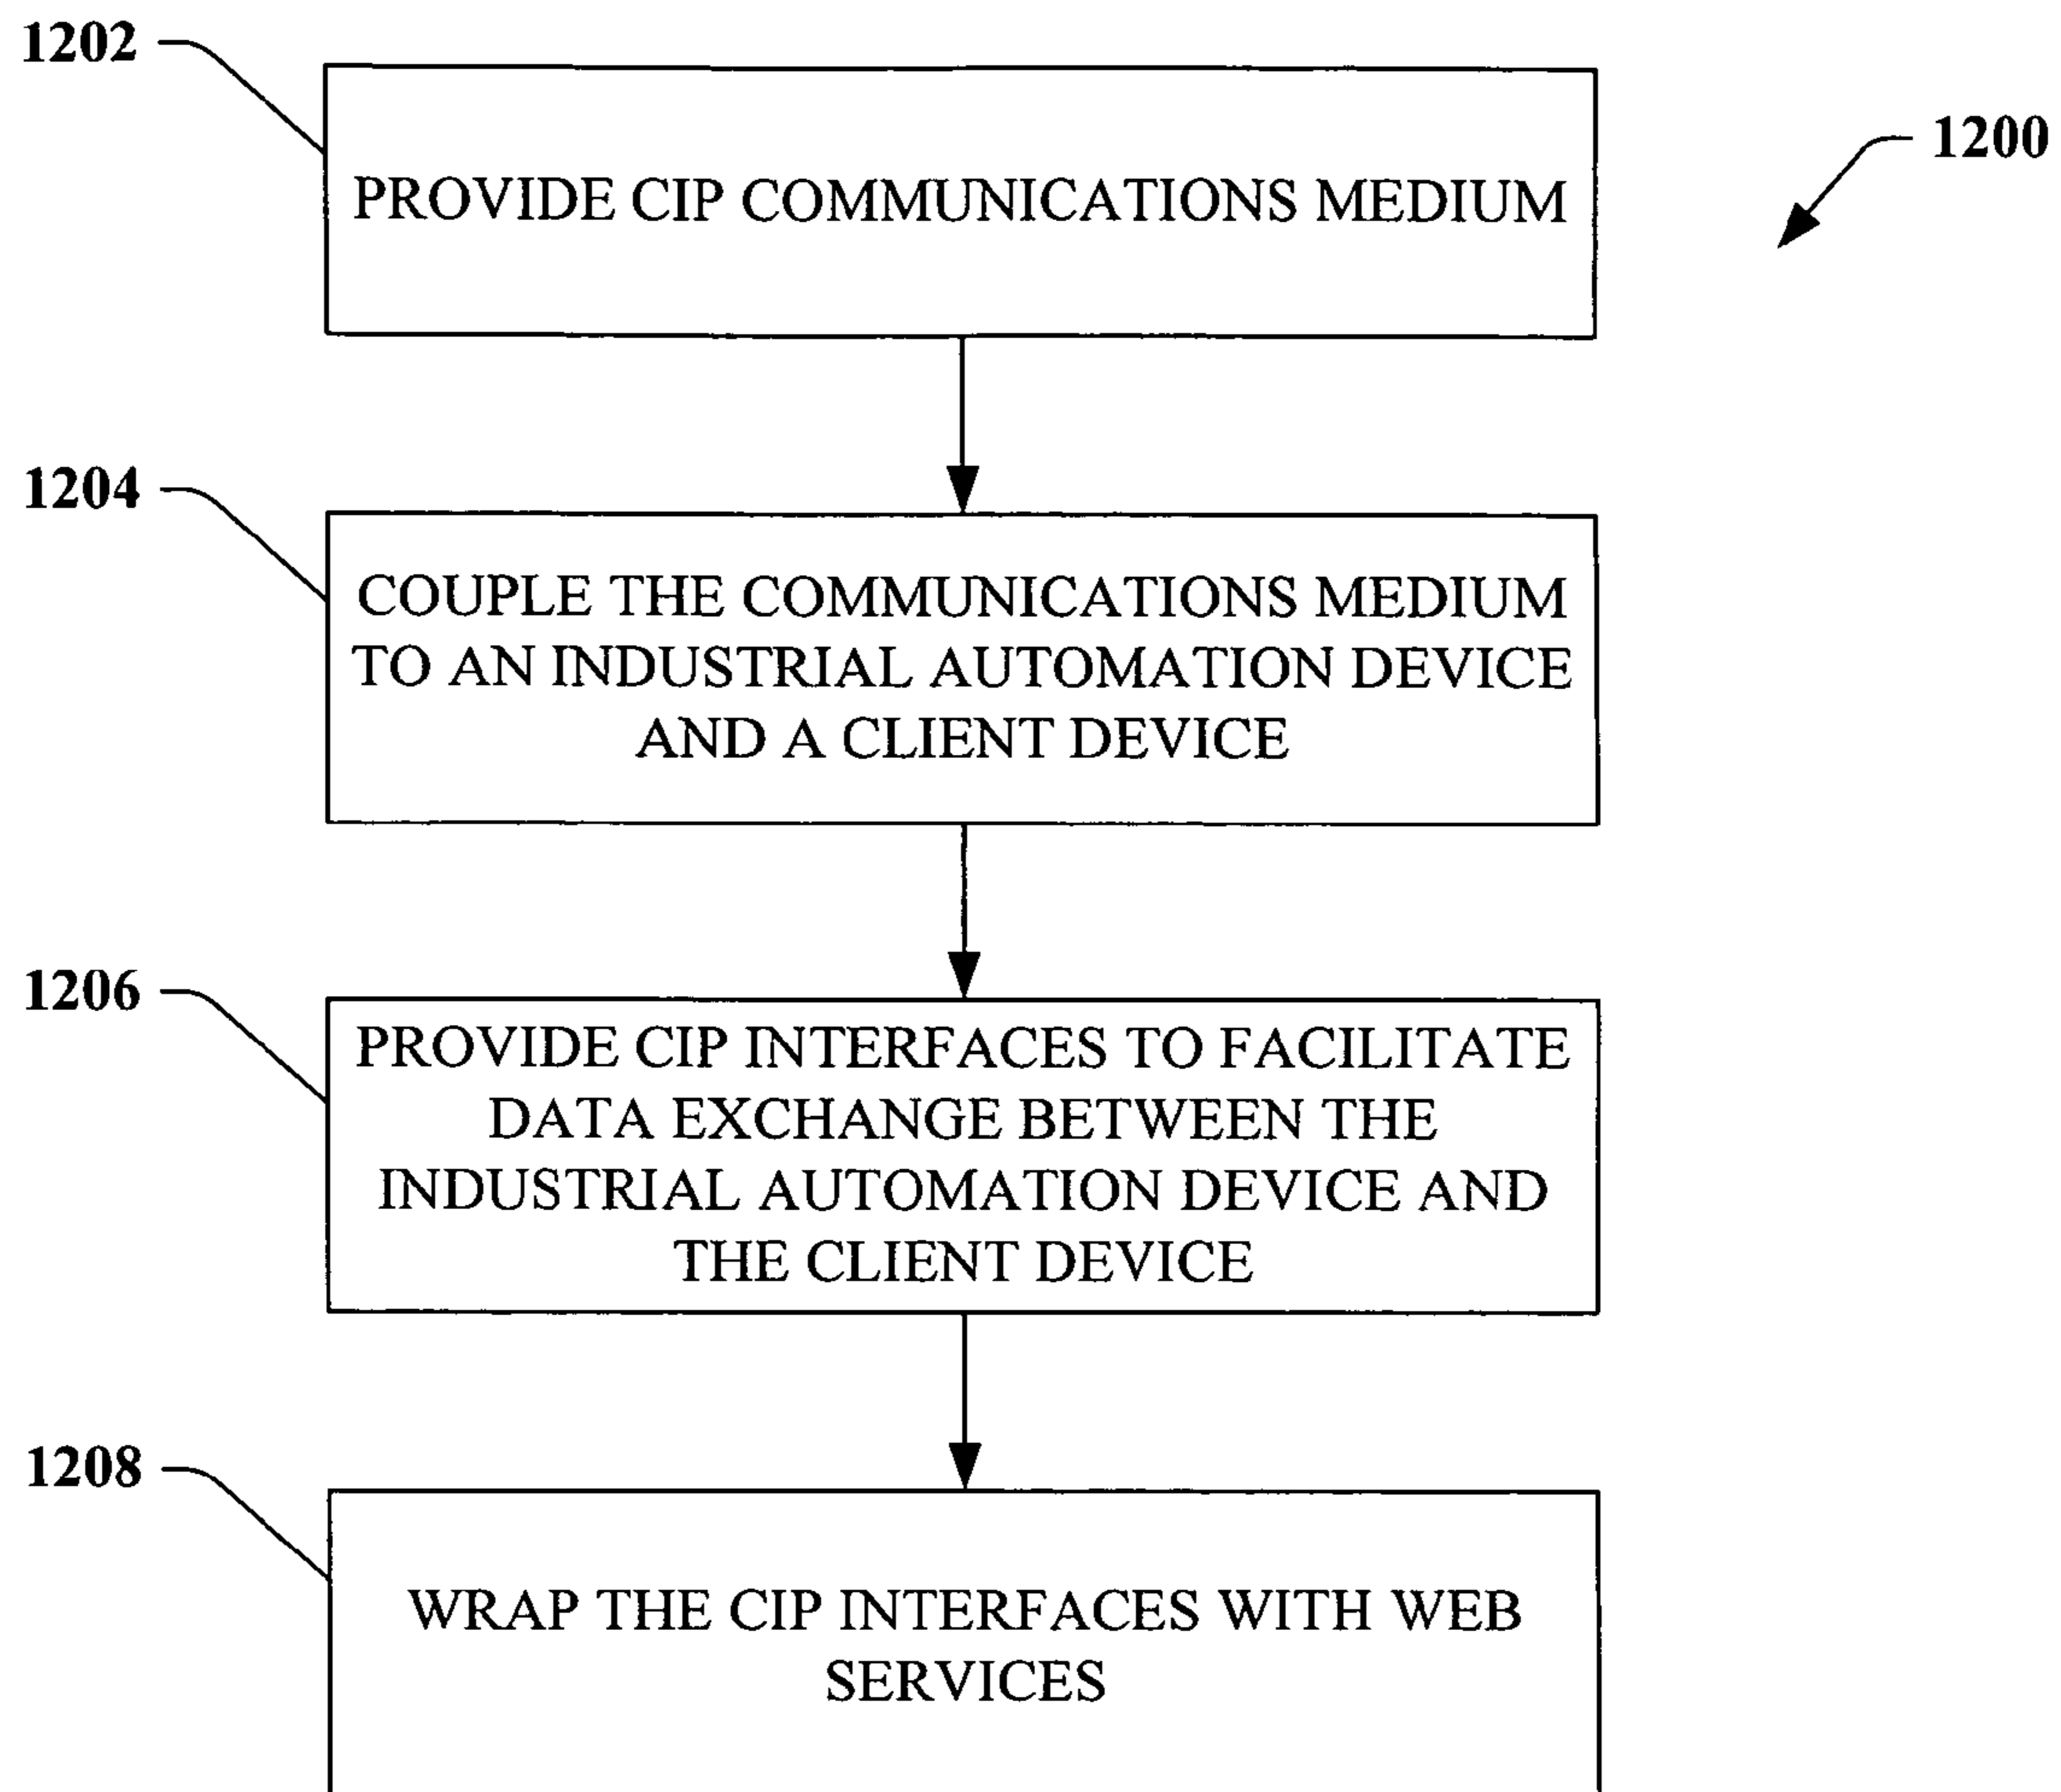 1202
1200
PROVIDE CIP COMMUNICATIONS MEDIUM
1204
COUPLE THE COMMUNICATIONS MEDIUM
TO AN INDUSTRIAL AUTOMATION DEVICE
AND A CLIENT DEVICE
1206
PROVIDE CIP INTERFACES TO FACILITATE
DATA EXCHANGE BETWEEN THE
INDUSTRIAL AUTOMATION DEVICE AND
THE CLIENT DEVICE
1208
WRAP THE CIP INTERFACES WITH WEB
SERVICES